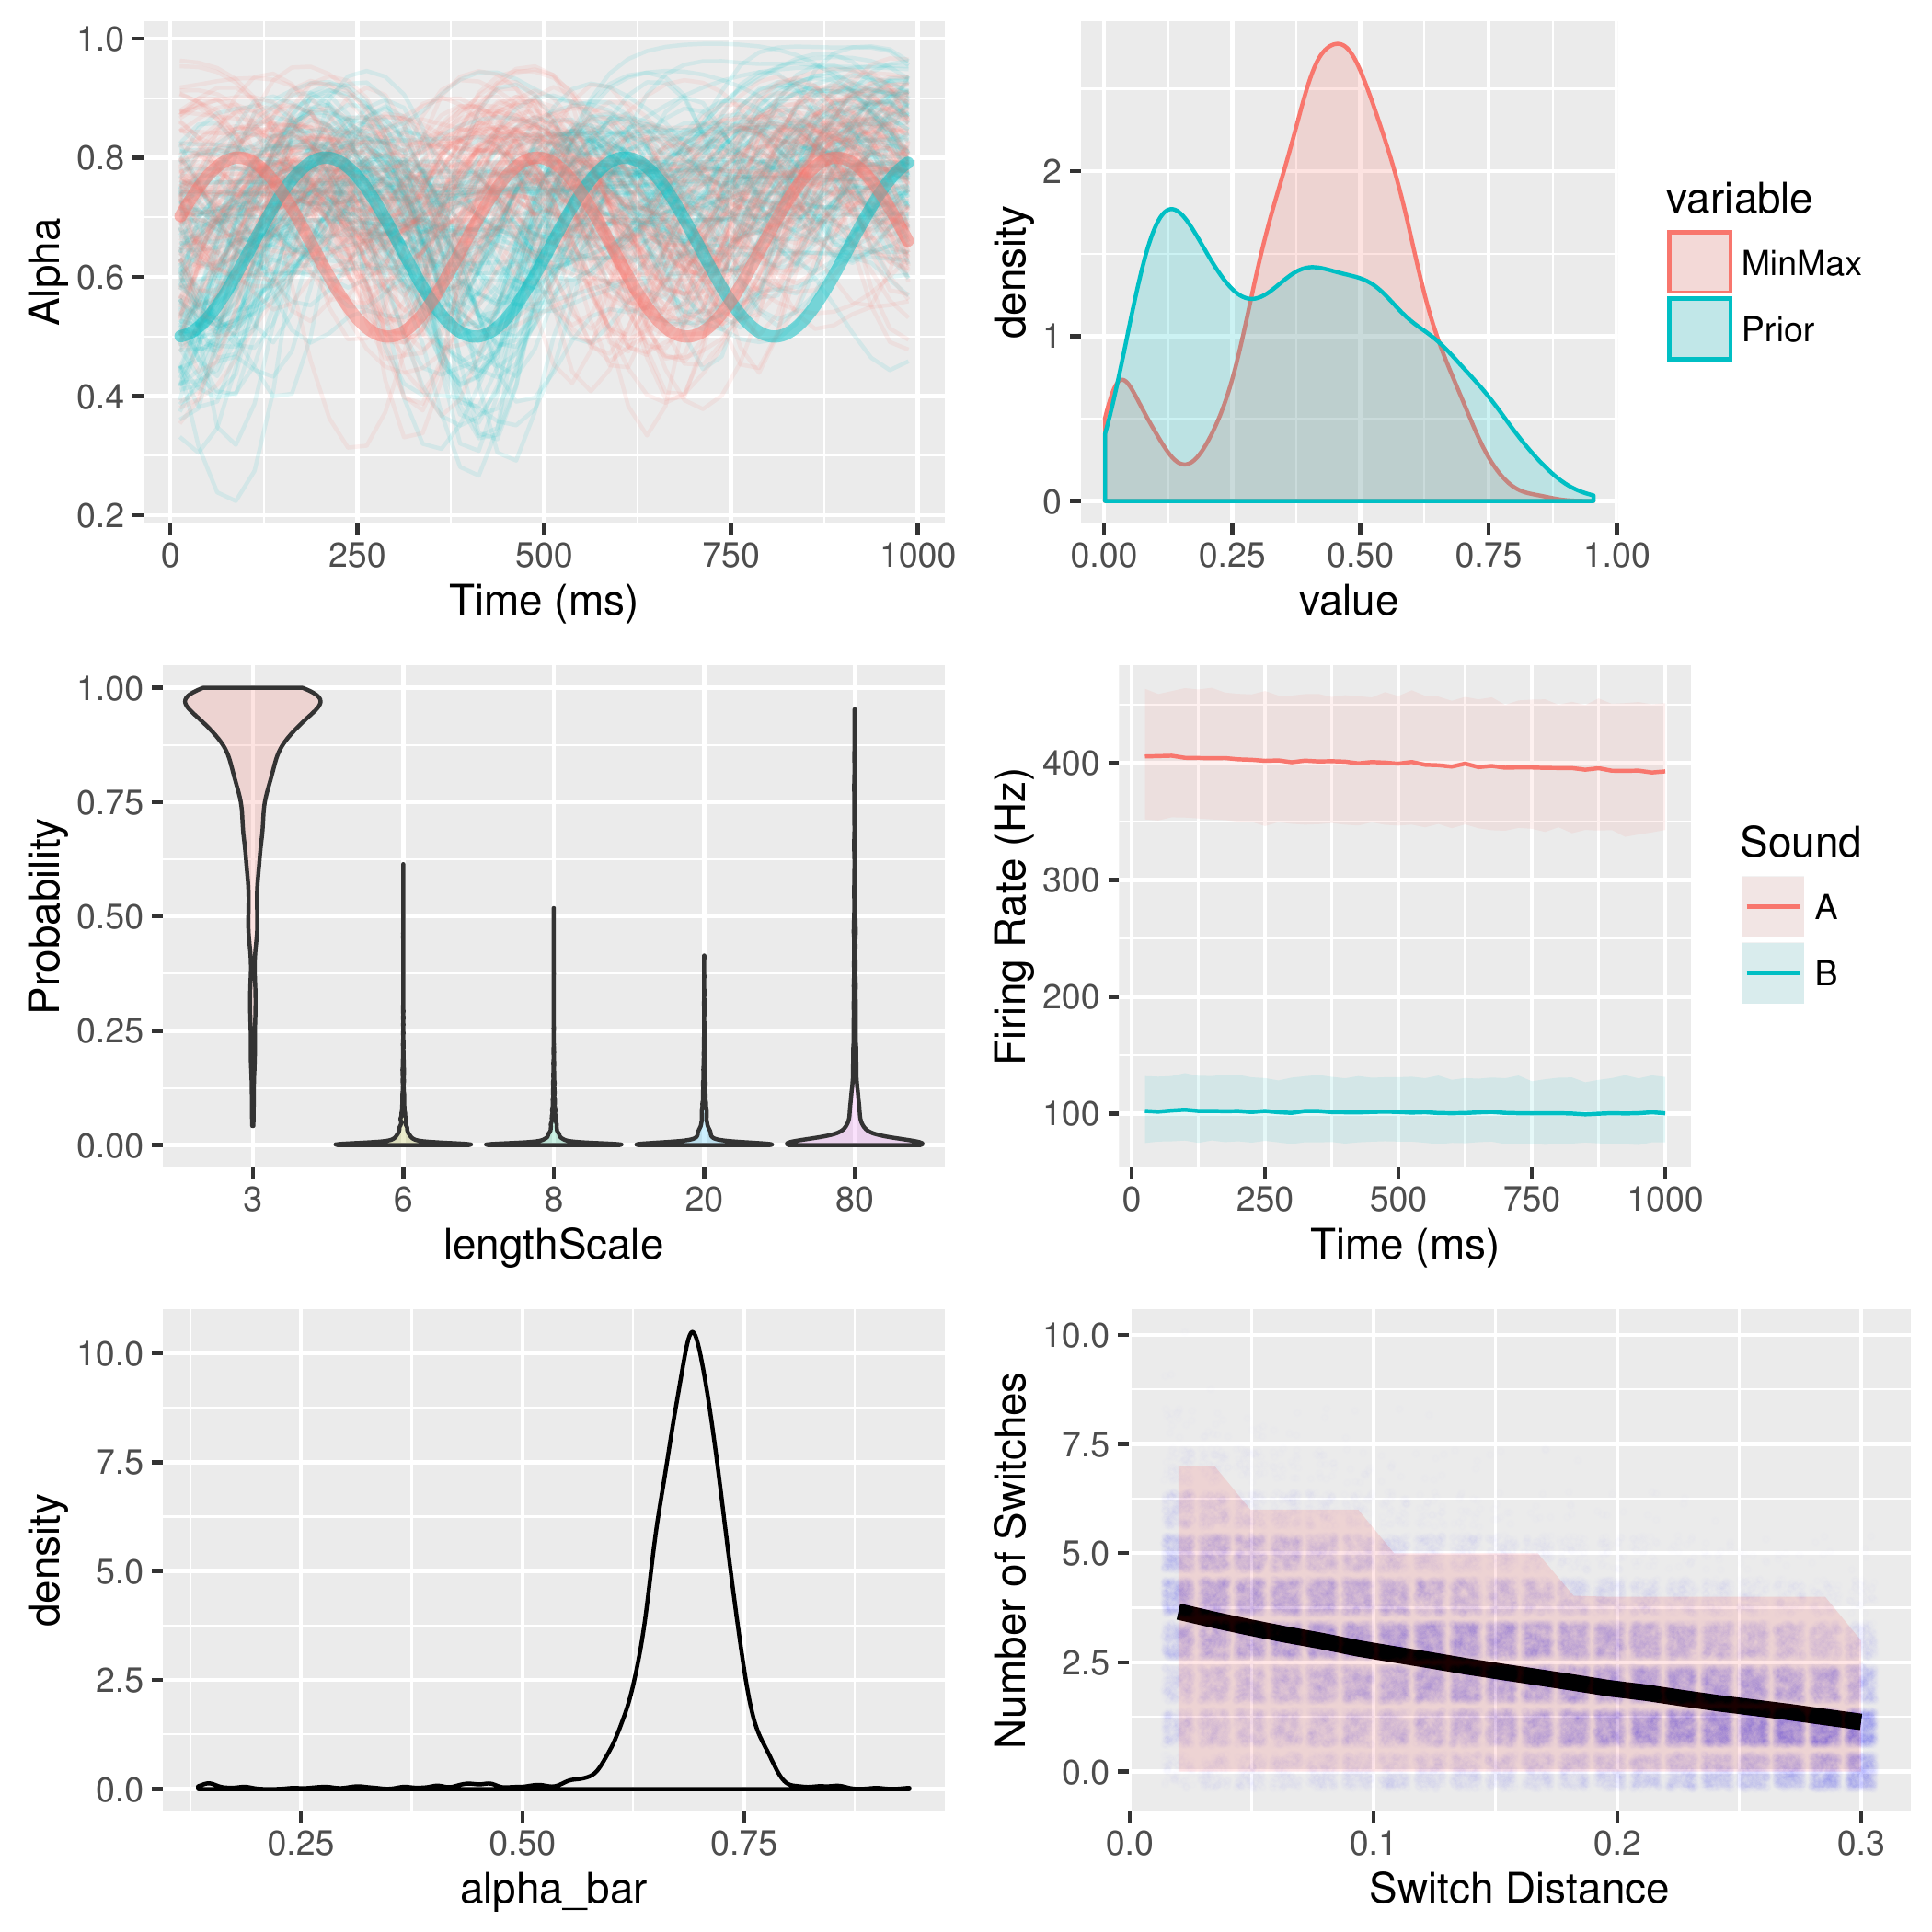 1.0
0.8
0.6
0.4
0.2
Alpha
0 250 500 750 1000
Time (ms)
2
1
0
density
0.00 0.25 0.50 0.75 1.00
value
variable
MinMax
Prior
1.00
0.75
0.50
0.25
0.00
Probability
3 6 8 20 80
lengthScale
400
300
200
100
Firing Rate (Hz)
0 250 500 750 1000
Time (ms)
Sound
A
B
10.0
7.5
5.0
2.5
0.0
density
0.25 0.50 0.75
alpha_bar
10.0
7.5
5.0
2.5
0.0
Number of Switches
0.0 0.1 0.2 0.3
Switch Distance